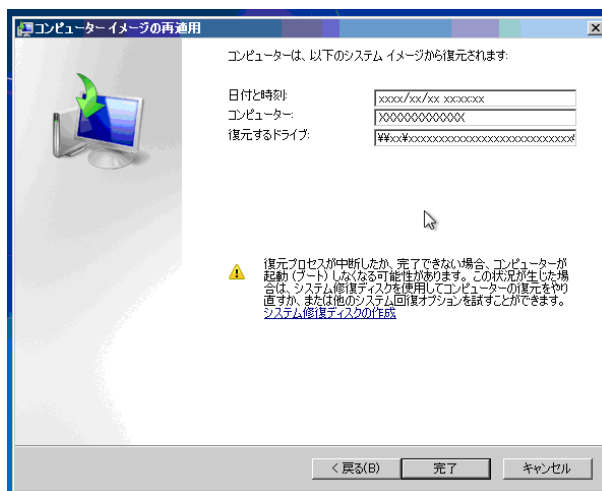 コンピューター イメージの再適用
コンピューターは、以下のシステム イメージから復元されます:
日付と時刻: xxxx/xx/xx xx:xx:xx
コンピューター: XXXXXXXXXXXXX
復元するドライブ:
復元プロセスが中断したか、完了できない場合、コンピューターが
起動 (ブート) しなくなる可能性があります。この状況が生じた場
合は、システム修復ディスクを使用してコンピューターの復元をやり
直すか、または他のシステム回復オプションを試すことができます。
システム修復ディスクの作成
< 戻る(B) 完了 キャンセル